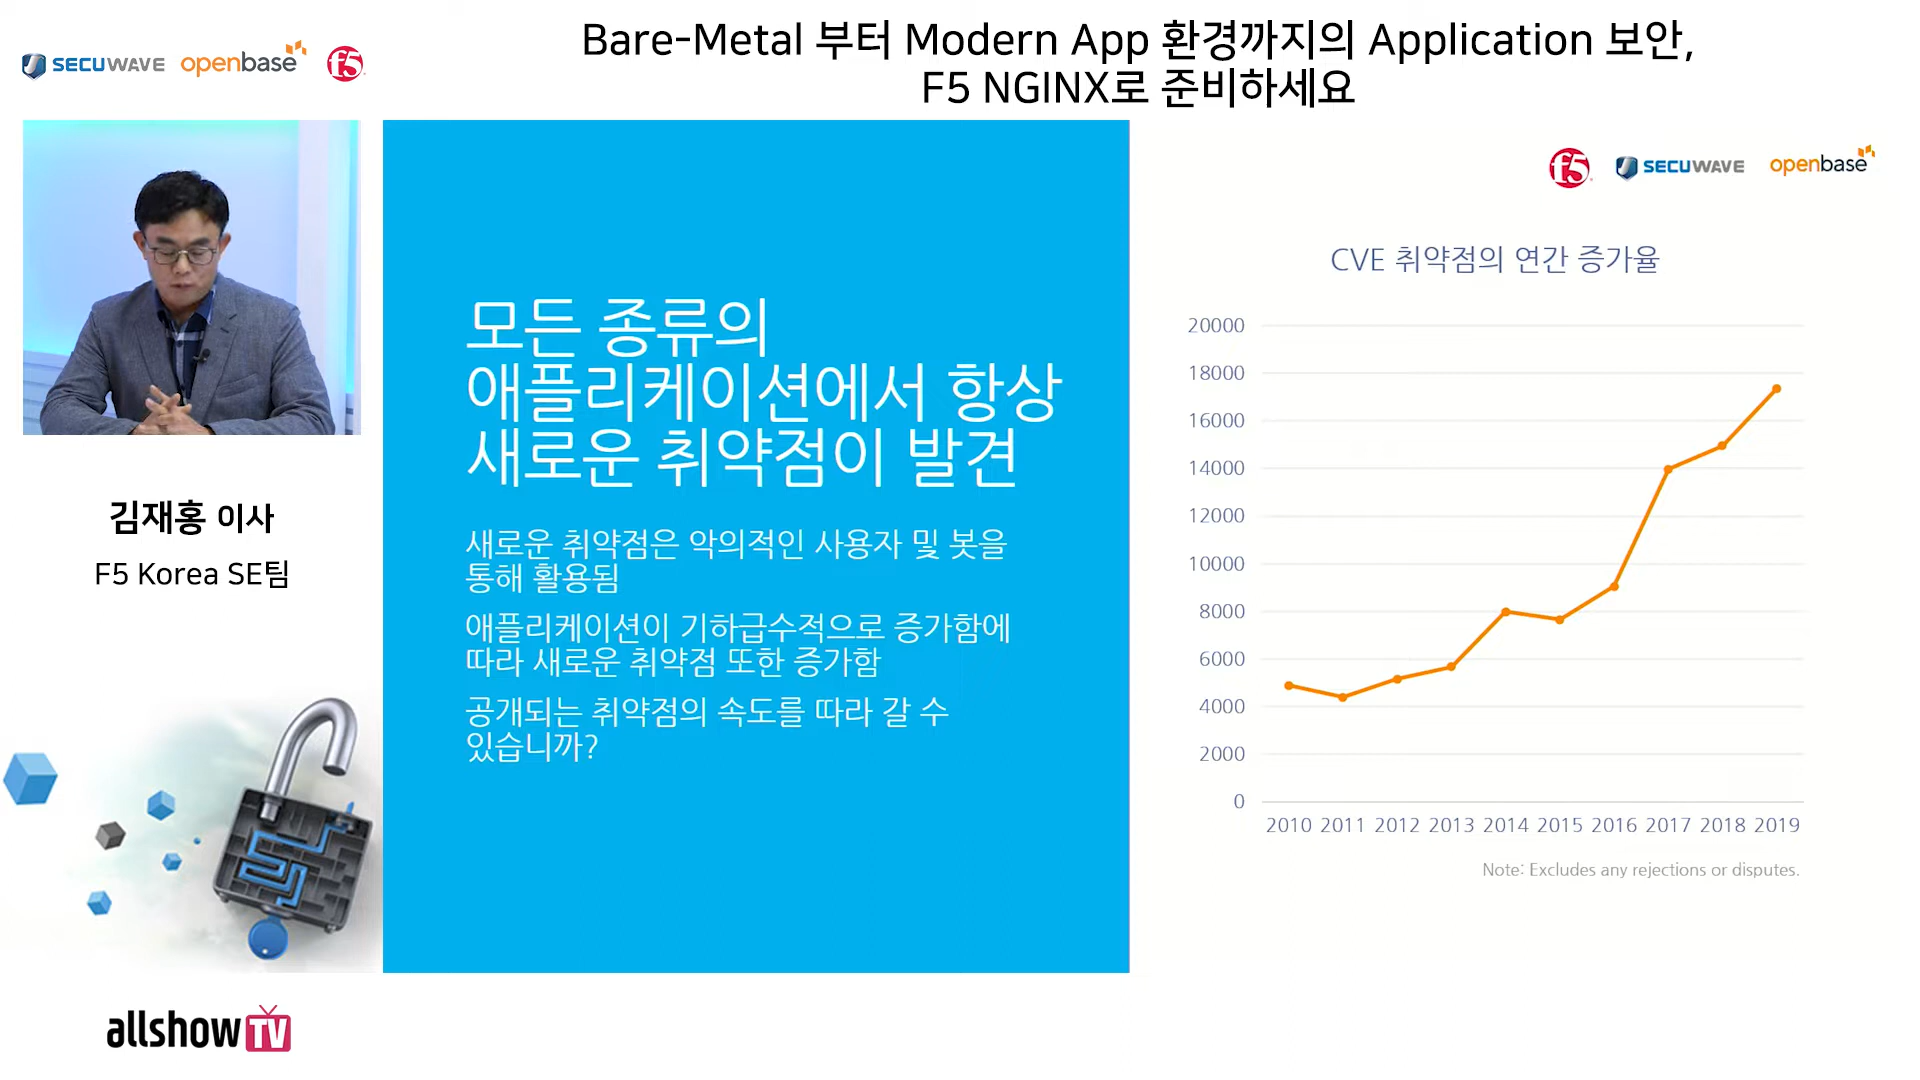 Bare-Metal 부터 Modern App 환경까지의 Application 보안,
F5 NGINX로 준비하세요
SECUWAVE
openbase
f5
김재홍 이사
F5 Korea SE팀
allshowTV
모든 종류의
애플리케이션에서 항상
새로운 취약점이 발견
새로운 취약점은 악의적인 사용자 및 봇을
통해 활용됨
애플리케이션이 기하급수적으로 증가함에
따라 새로운 취약점 또한 증가함
공개되는 취약점의 속도를 따라 갈 수
있습니까?
f5
SECUWAVE
openbase
CVE 취약점의 연간 증가율
20000
18000
16000
14000
12000
10000
8000
6000
4000
2000
0
2010 2011 2012 2013 2014 2015 2016 2017 2018 2019
Note: Excludes any rejections or disputes.